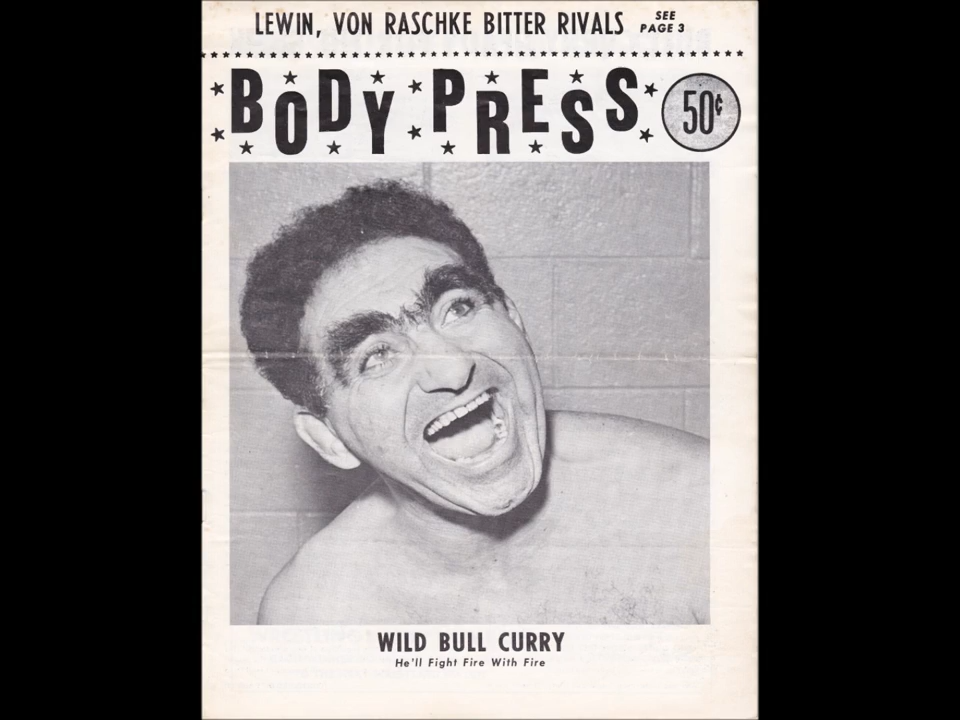 LEWIN, VON RASCHKE BITTER RIVALS SEE PAGE 3
BODY PRESS 50¢
WILD BULL CURRY
He'll Fight Fire With Fire